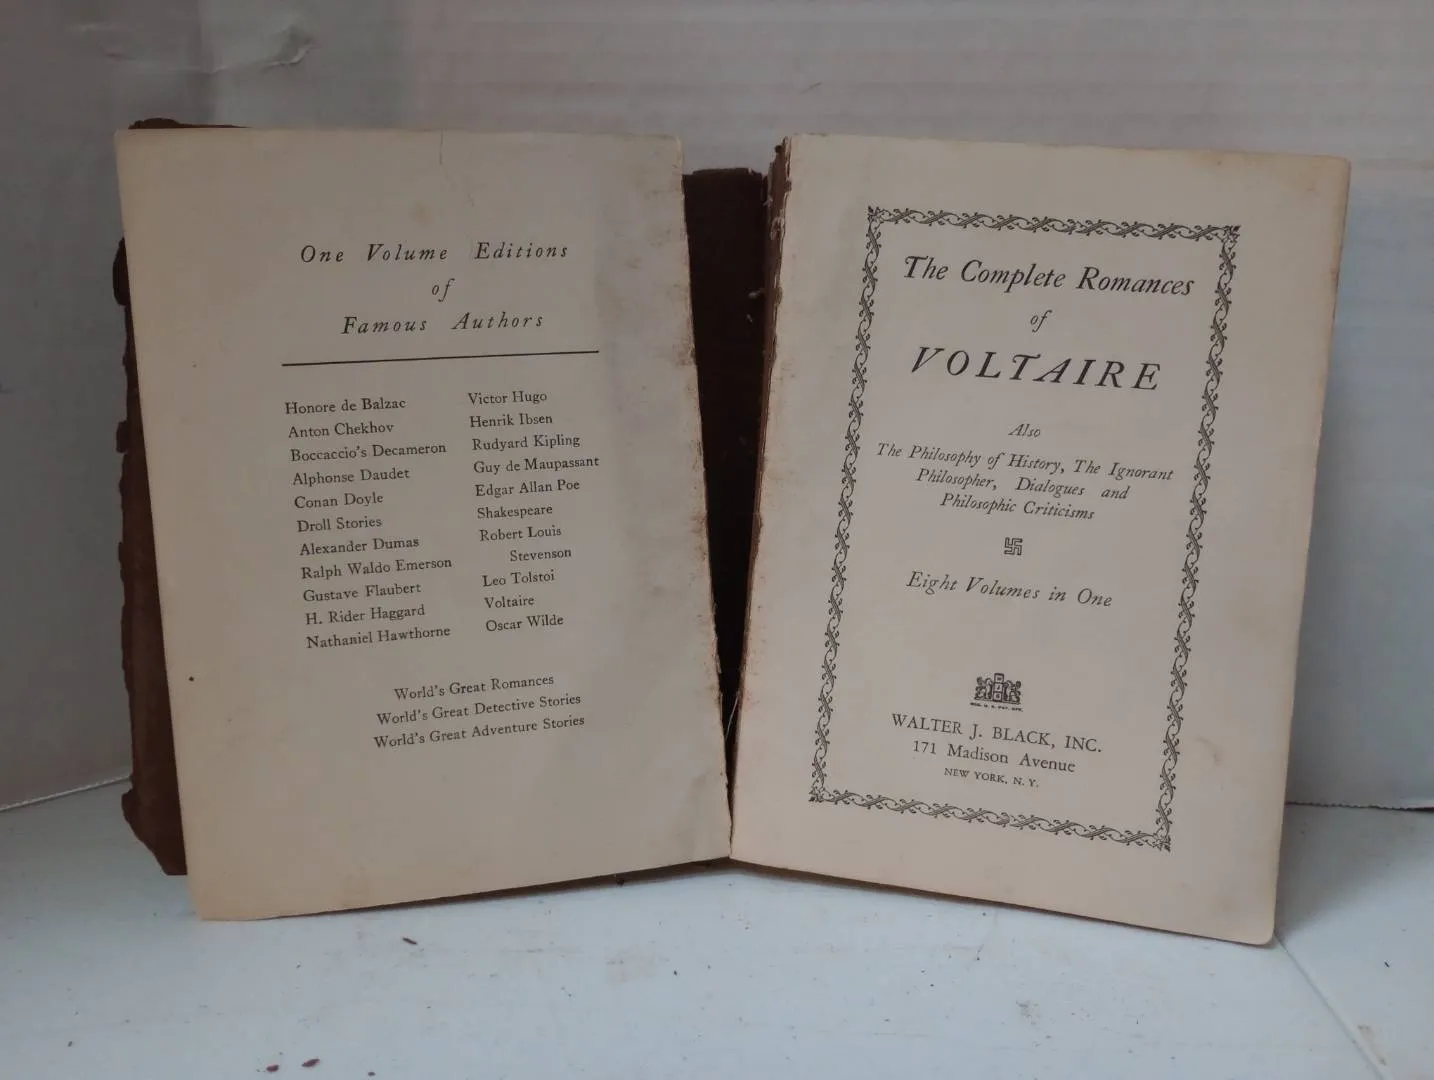 One Volume Editions
of
Famous Authors
Honore de Balzac
Anton Chekhov
Boccaccio's Decameron
Alphonse Daudet
Conan Doyle
Droll Stories
Alexander Dumas
Ralph Waldo Emerson
Gustave Flaubert
H. Rider Haggard
Nathaniel Hawthorne
Victor Hugo
Henrik Ibsen
Rudyard Kipling
Guy de Maupassant
Edgar Allan Poe
Shakespeare
Robert Louis
Stevenson
Leo Tolstoi
Voltaire
Oscar Wilde
World's Great Romances
World's Great Detective Stories
World's Great Adventure Stories
The Complete Romances
of
VOLTAIRE
Also
The Philosophy of History, The Ignorant
Philosopher, Dialogues and
Philosophic Criticisms
Eight Volumes in One
REG. U. S. PAT. OFF.
WALTER J. BLACK, INC.
171 Madison Avenue
NEW YORK, N. Y.